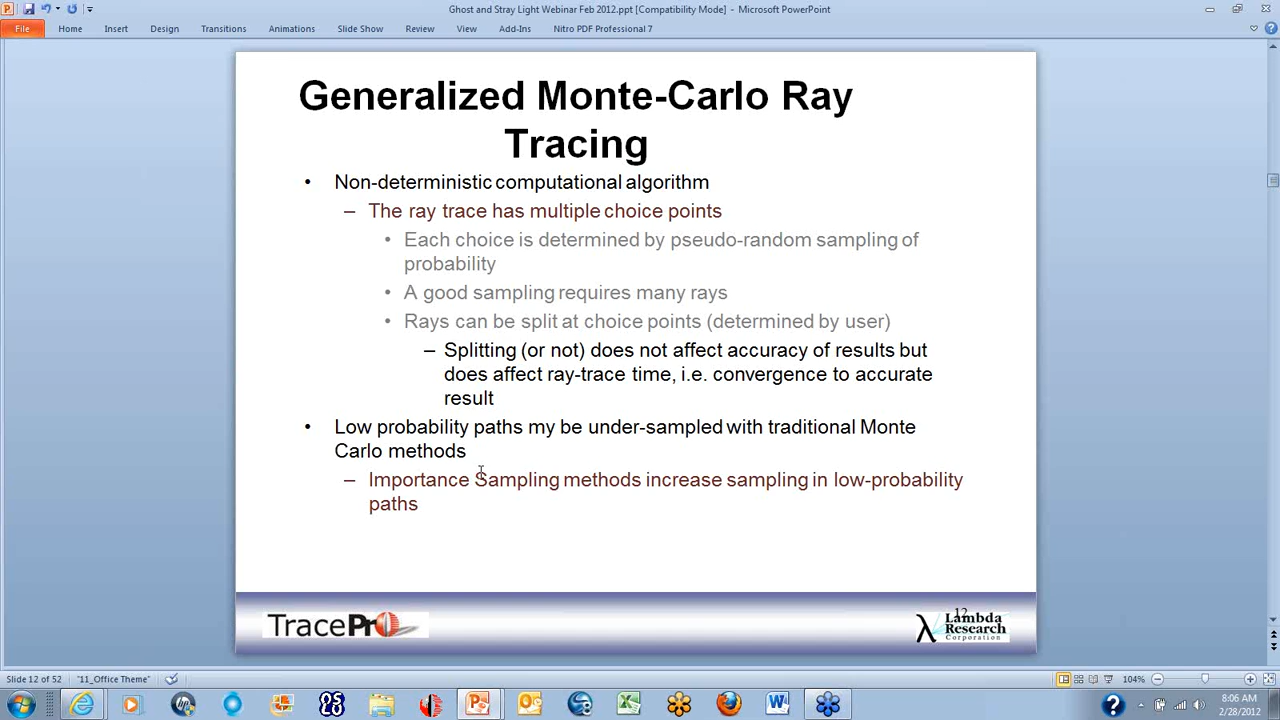 Ghost and Stray Light Webinar Feb 2012.ppt [Compatibility Mode] - Microsoft PowerPoint
File Home Insert Design Transitions Animations Slide Show Review View Add-Ins Nitro PDF Professional 7
Generalized Monte-Carlo Ray
Tracing
• Non-deterministic computational algorithm
– The ray trace has multiple choice points
• Each choice is determined by pseudo-random sampling of
probability
• A good sampling requires many rays
• Rays can be split at choice points (determined by user)
– Splitting (or not) does not affect accuracy of results but
does affect ray-trace time, i.e. convergence to accurate
result
• Low probability paths my be under-sampled with traditional Monte
Carlo methods
– Importance Sampling methods increase sampling in low-probability
paths
TracePro
12
λ Lambda
Research
Corporation
Slide 12 of 52 "11_Office Theme" 104%
8:06 AM
2/28/2012